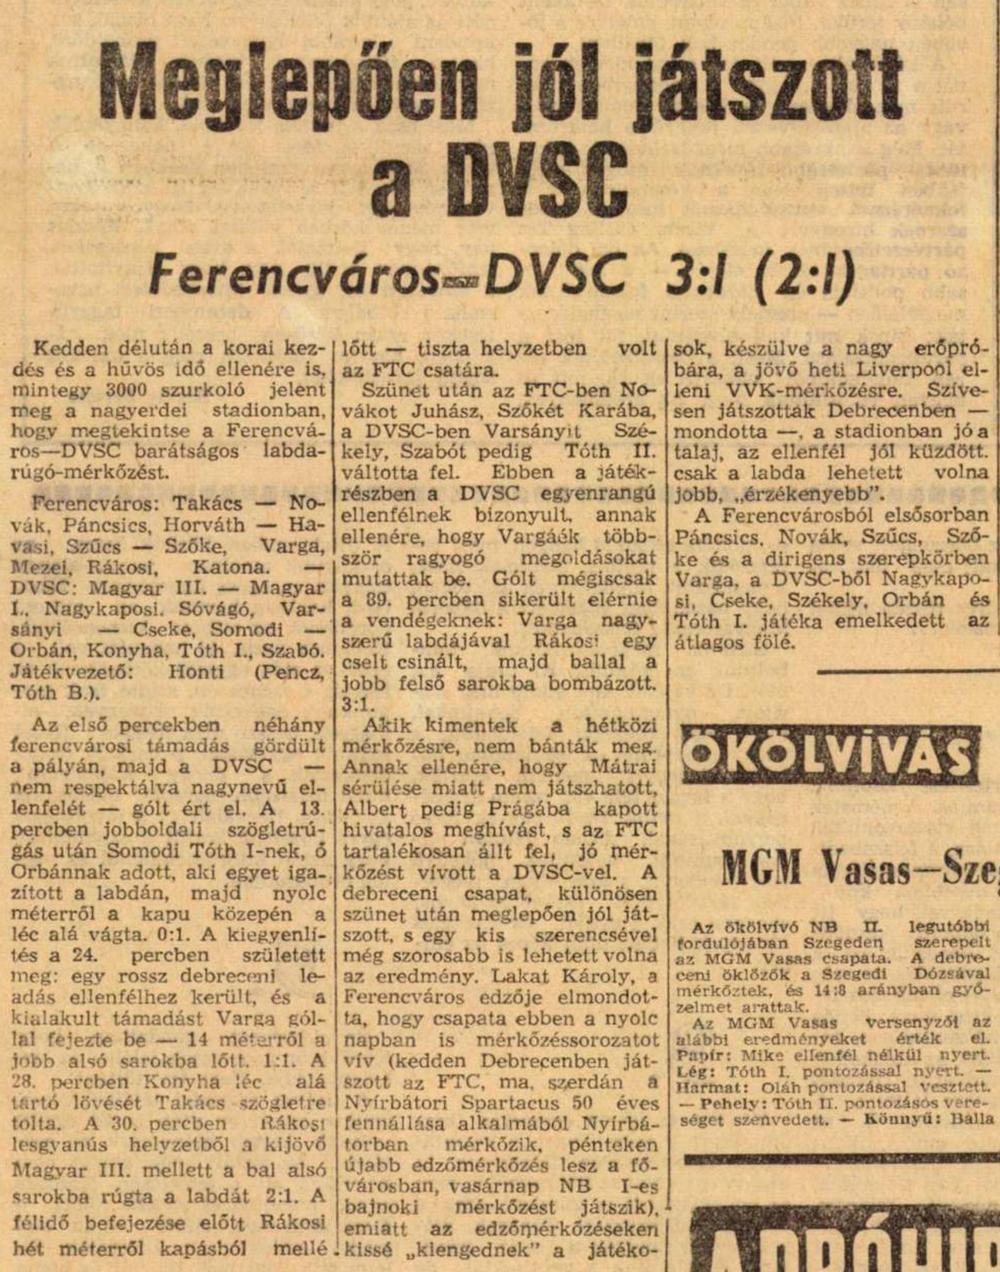 Meglepően jól játszott
a DVSC
Ferencváros—DVSC 3:1 (2:1)
Kedden délután a korai kez-
dés és a hűvös idő ellenére is,
mintegy 3000 szurkoló jelent
meg a nagyerdei stadionban,
hogy megtekintse a Ferencvá-
ros—DVSC barátságos labda-
rúgó-mérkőzést.
Ferencváros: Takács — No-
vák, Páncsics, Horváth — Ha-
vasi, Szűcs — Szőke, Varga,
Mezei, Rákosi, Katona. —
DVSC: Magyar III. — Magyar
I., Nagykaposi, Sóvágó, Var-
sányi — Cseke, Somodi —
Orbán, Konyha, Tóth I., Szabó.
Játékvezető: Honti (Pencz,
Tóth B.).
Az első percekben néhány
ferencvárosi támadás gördült
a pályán, majd a DVSC —
nem respektálva nagynevű el-
lenfelét — gólt ért el. A 13.
percben jobboldali szögletrú-
gás után Somodi Tóth I-nek, ő
Orbánnak adott, aki egyet iga-
zított a labdán, majd nyolc
méterről a kapu közepén a
léc alá vágta. 0:1. A kiegyenlí-
tés a 24. percben született
meg: egy rossz debreceni le-
adás ellenfélhez került, és a
kialakult támadást Varga gól-
lal fejezte be — 14 méterről a
jobb alsó sarokba lőtt. 1:1. A
28. percben Konyha léc alá
tartó lövését Takács szögletre
tolta. A 30. percben Rákosi
lesgyanús helyzetből a kijövő
Magyar III. mellett a bal alsó
sarokba rúgta a labdát 2:1. A
félidő befejezése előtt Rákosi
hét méterről kapásból mellé
lőtt — tiszta helyzetben volt
az FTC csatára.
Szünet után az FTC-ben No-
vákot Juhász, Szőkét Karába,
a DVSC-ben Varsányit Szé-
kely, Szabót pedig Tóth II.
váltotta fel. Ebben a játék-
részben a DVSC egyenrangú
ellenfélnek bizonyult, annak
ellenére, hogy Vargáék több-
ször ragyogó megoldásokat
mutattak be. Gólt mégiscsak
a 89. percben sikerült elérnie
a vendégeknek: Varga nagy-
szerű labdájával Rákosi egy
cselt csinált, majd ballal a
jobb felső sarokba bombázott.
3:1.
Akik kimentek a hétközi
mérkőzésre, nem bánták meg.
Annak ellenére, hogy Mátrai
sérülése miatt nem játszhatott,
Albert pedig Prágába kapott
hivatalos meghívást, s az FTC
tartalékosan állt fel, jó mér-
kőzést vívott a DVSC-vel. A
debreceni csapat, különösen
szünet után meglepően jól ját-
szott, s egy kis szerencsével
még szorosabb is lehetett volna
az eredmény. Lakat Károly, a
Ferencváros edzője elmondot-
ta, hogy csapata ebben a nyolc
napban is mérkőzéssorozatot
vív (kedden Debrecenben ját-
szott az FTC, ma, szerdán a
Nyírbátori Spartacus 50 éves
fennállása alkalmából Nyírbá-
torban mérkőzik, pénteken
újabb edzőmérkőzés lesz a fő-
városban, vasárnap NB I-es
bajnoki mérkőzést játszik),
emiatt az edzőmérkőzéseken
kissé „kiengednek” a játéko-
sok, készülve a nagy erőpró-
bára, a jövő heti Liverpool el-
leni VVK-mérkőzésre. Szíve-
sen játszották Debrecenben —
mondotta —, a stadionban jó a
talaj, az ellenfél jól küzdött,
csak a labda lehetett volna
jobb, „érzékenyebb”.
A Ferencvárosból elsősorban
Páncsics, Novák, Szűcs, Sző-
ke és a dirigens szerepkörben
Varga, a DVSC-ből Nagykapo-
si, Cseke, Székely, Orbán és
Tóth I. játéka emelkedett az
átlagos fölé.
ÖKÖLVÍVÁS
MGM Vasas—Sze
Az ökölvívó NB II. legutóbbi
fordulójában Szegeden szerepelt
az MGM Vasas csapata. A debre-
ceni öklözők a Szegedi Dózsával
mérkőztek, és 14:8 arányban győ-
zelmet arattak.
Az MGM Vasas versenyzői az
alábbi eredményeket érték el.
Papír: Mike ellenfél nélkül nyert.
Lég: Tóth I. pontozással nyert. —
Harmat: Oláh pontozással vesztett.
— Pehely: Tóth II. pontozásos vere-
séget szenvedett. — Könnyű: Balla
APRÓHIR